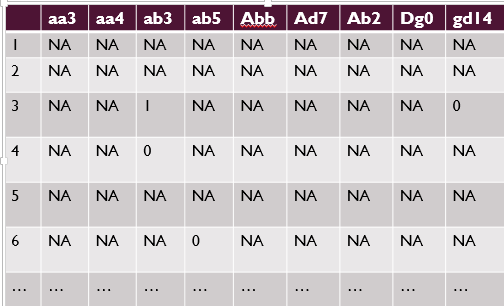 aa3 aa4 ab3 ab5 Abb Ad7 Ab2 Dg0 gd14
1 NA NA NA NA NA NA NA NA NA
2 NA NA NA NA NA NA NA NA NA
3 NA NA 1 NA NA NA NA NA 0
4 NA NA 0 NA NA NA NA NA NA
5 NA NA NA NA NA NA NA NA NA
6 NA NA NA 0 NA NA NA NA NA
... ... ... ... ... ... ... ... ... ...